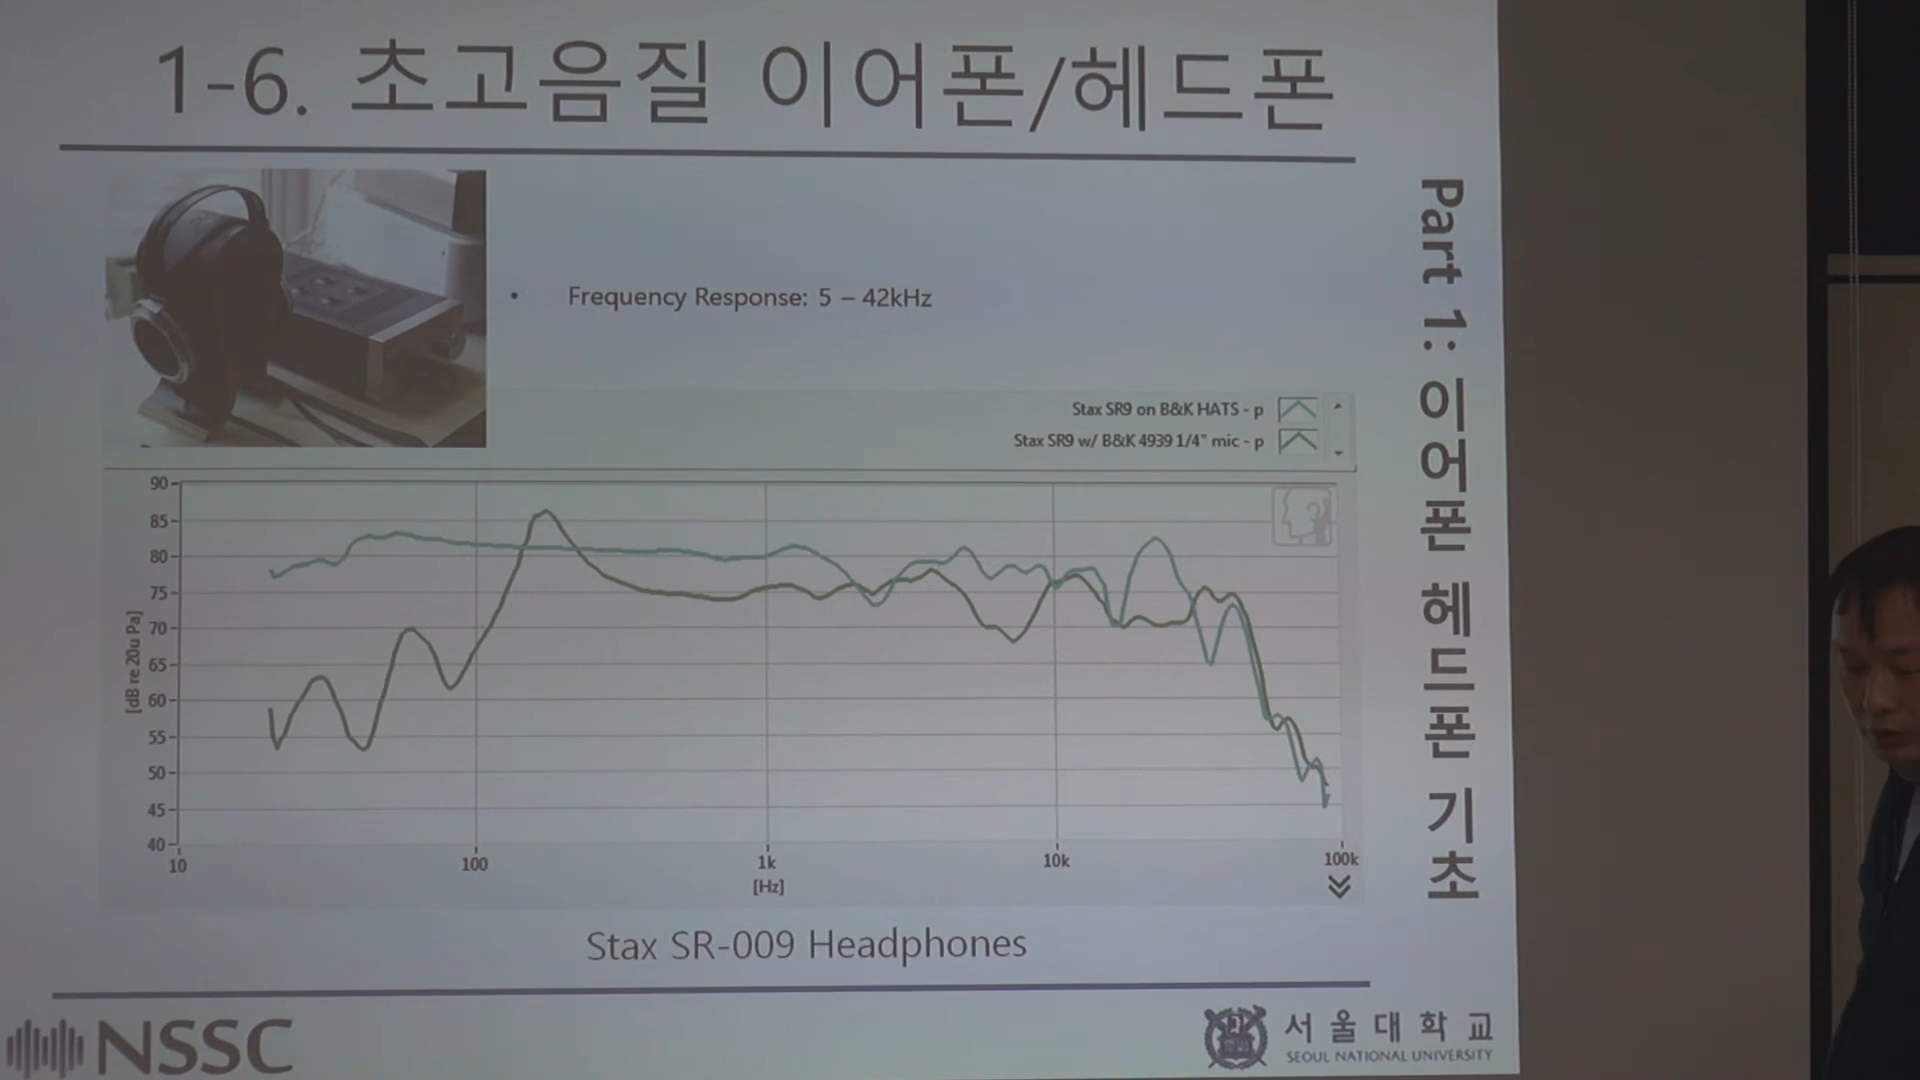 1-6. 초고음질 이어폰/헤드폰
• Frequency Response: 5 – 42kHz
Stax SR9 on B&K HATS - p
Stax SR9 w/ B&K 4939 1/4" mic - p
90
85
80
75
70
65
60
55
50
45
40
[dB re 20u Pa]
10
100
1k
10k
100k
[Hz]
Stax SR-009 Headphones
Part 1: 이어폰 헤드폰 기초
NSSC
서울대학교
SEOUL NATIONAL UNIVERSITY